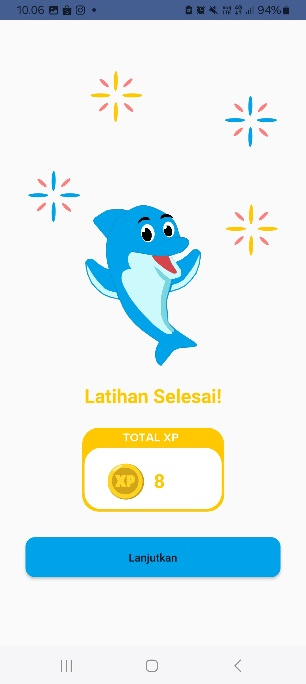 10.06
94%
Latihan Selesai!
TOTAL XP
XP 8
Lanjutkan